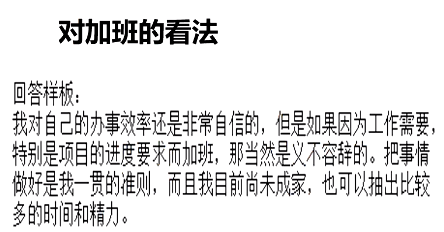 对加班的看法
回答样板：
我对自己的办事效率还是非常自信的，但是如果因为工作需要，
特别是项目的进度要求而加班，那当然是义不容辞的。把事情
做好是我一贯的准则，而且我目前尚未成家，也可以抽出比较
多的时间和精力。